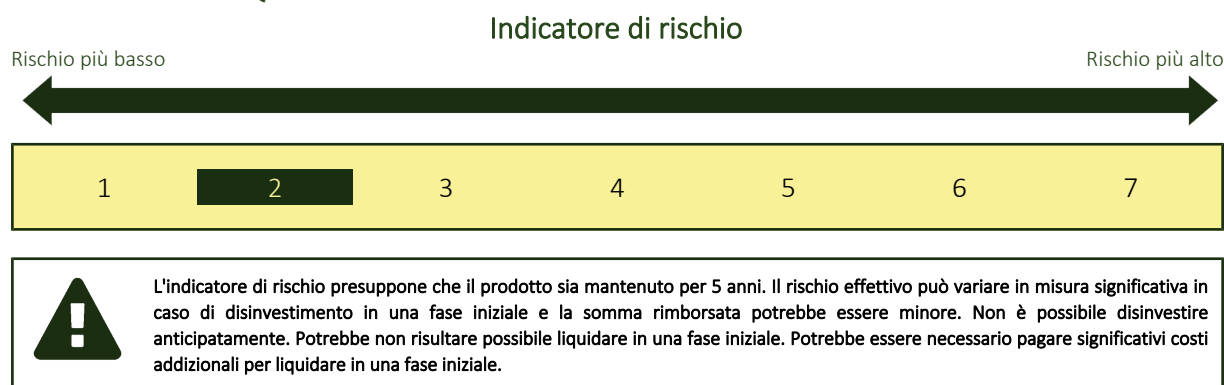 Indicatore di rischio
Rischio più basso
Rischio più alto
1 2 3 4 5 6 7
L'indicatore di rischio presuppone che il prodotto sia mantenuto per 5 anni. Il rischio effettivo può variare in misura significativa in
caso di disinvestimento in una fase iniziale e la somma rimborsata potrebbe essere minore. Non è possibile disinvestire
anticipatamente. Potrebbe non risultare possibile liquidare in una fase iniziale. Potrebbe essere necessario pagare significativi costi
addizionali per liquidare in una fase iniziale.